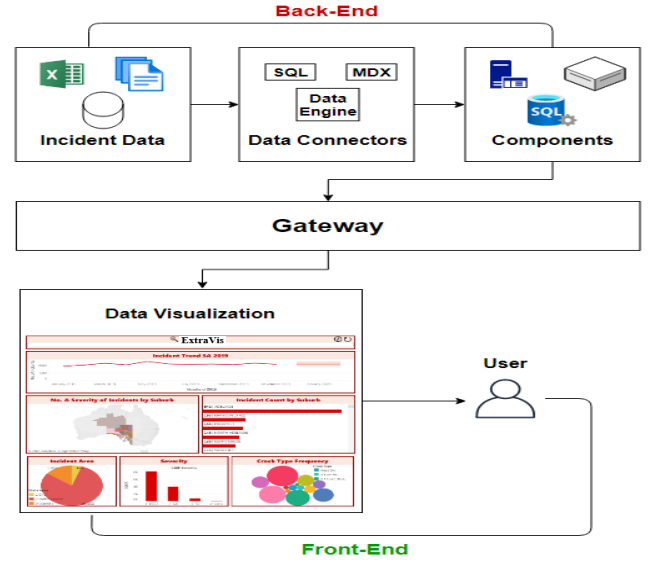 Back-End
SQL
MDX
Data
Engine
Incident Data
Data Connectors
SQL
Components
Gateway
Data Visualization
ExtraVis
Incident Trend SA 2019
No. & Severity of Incidents by Suburb
Incident Count by Suburb
Incident Area
Severity
Crash Type Frequency
User
Front-End